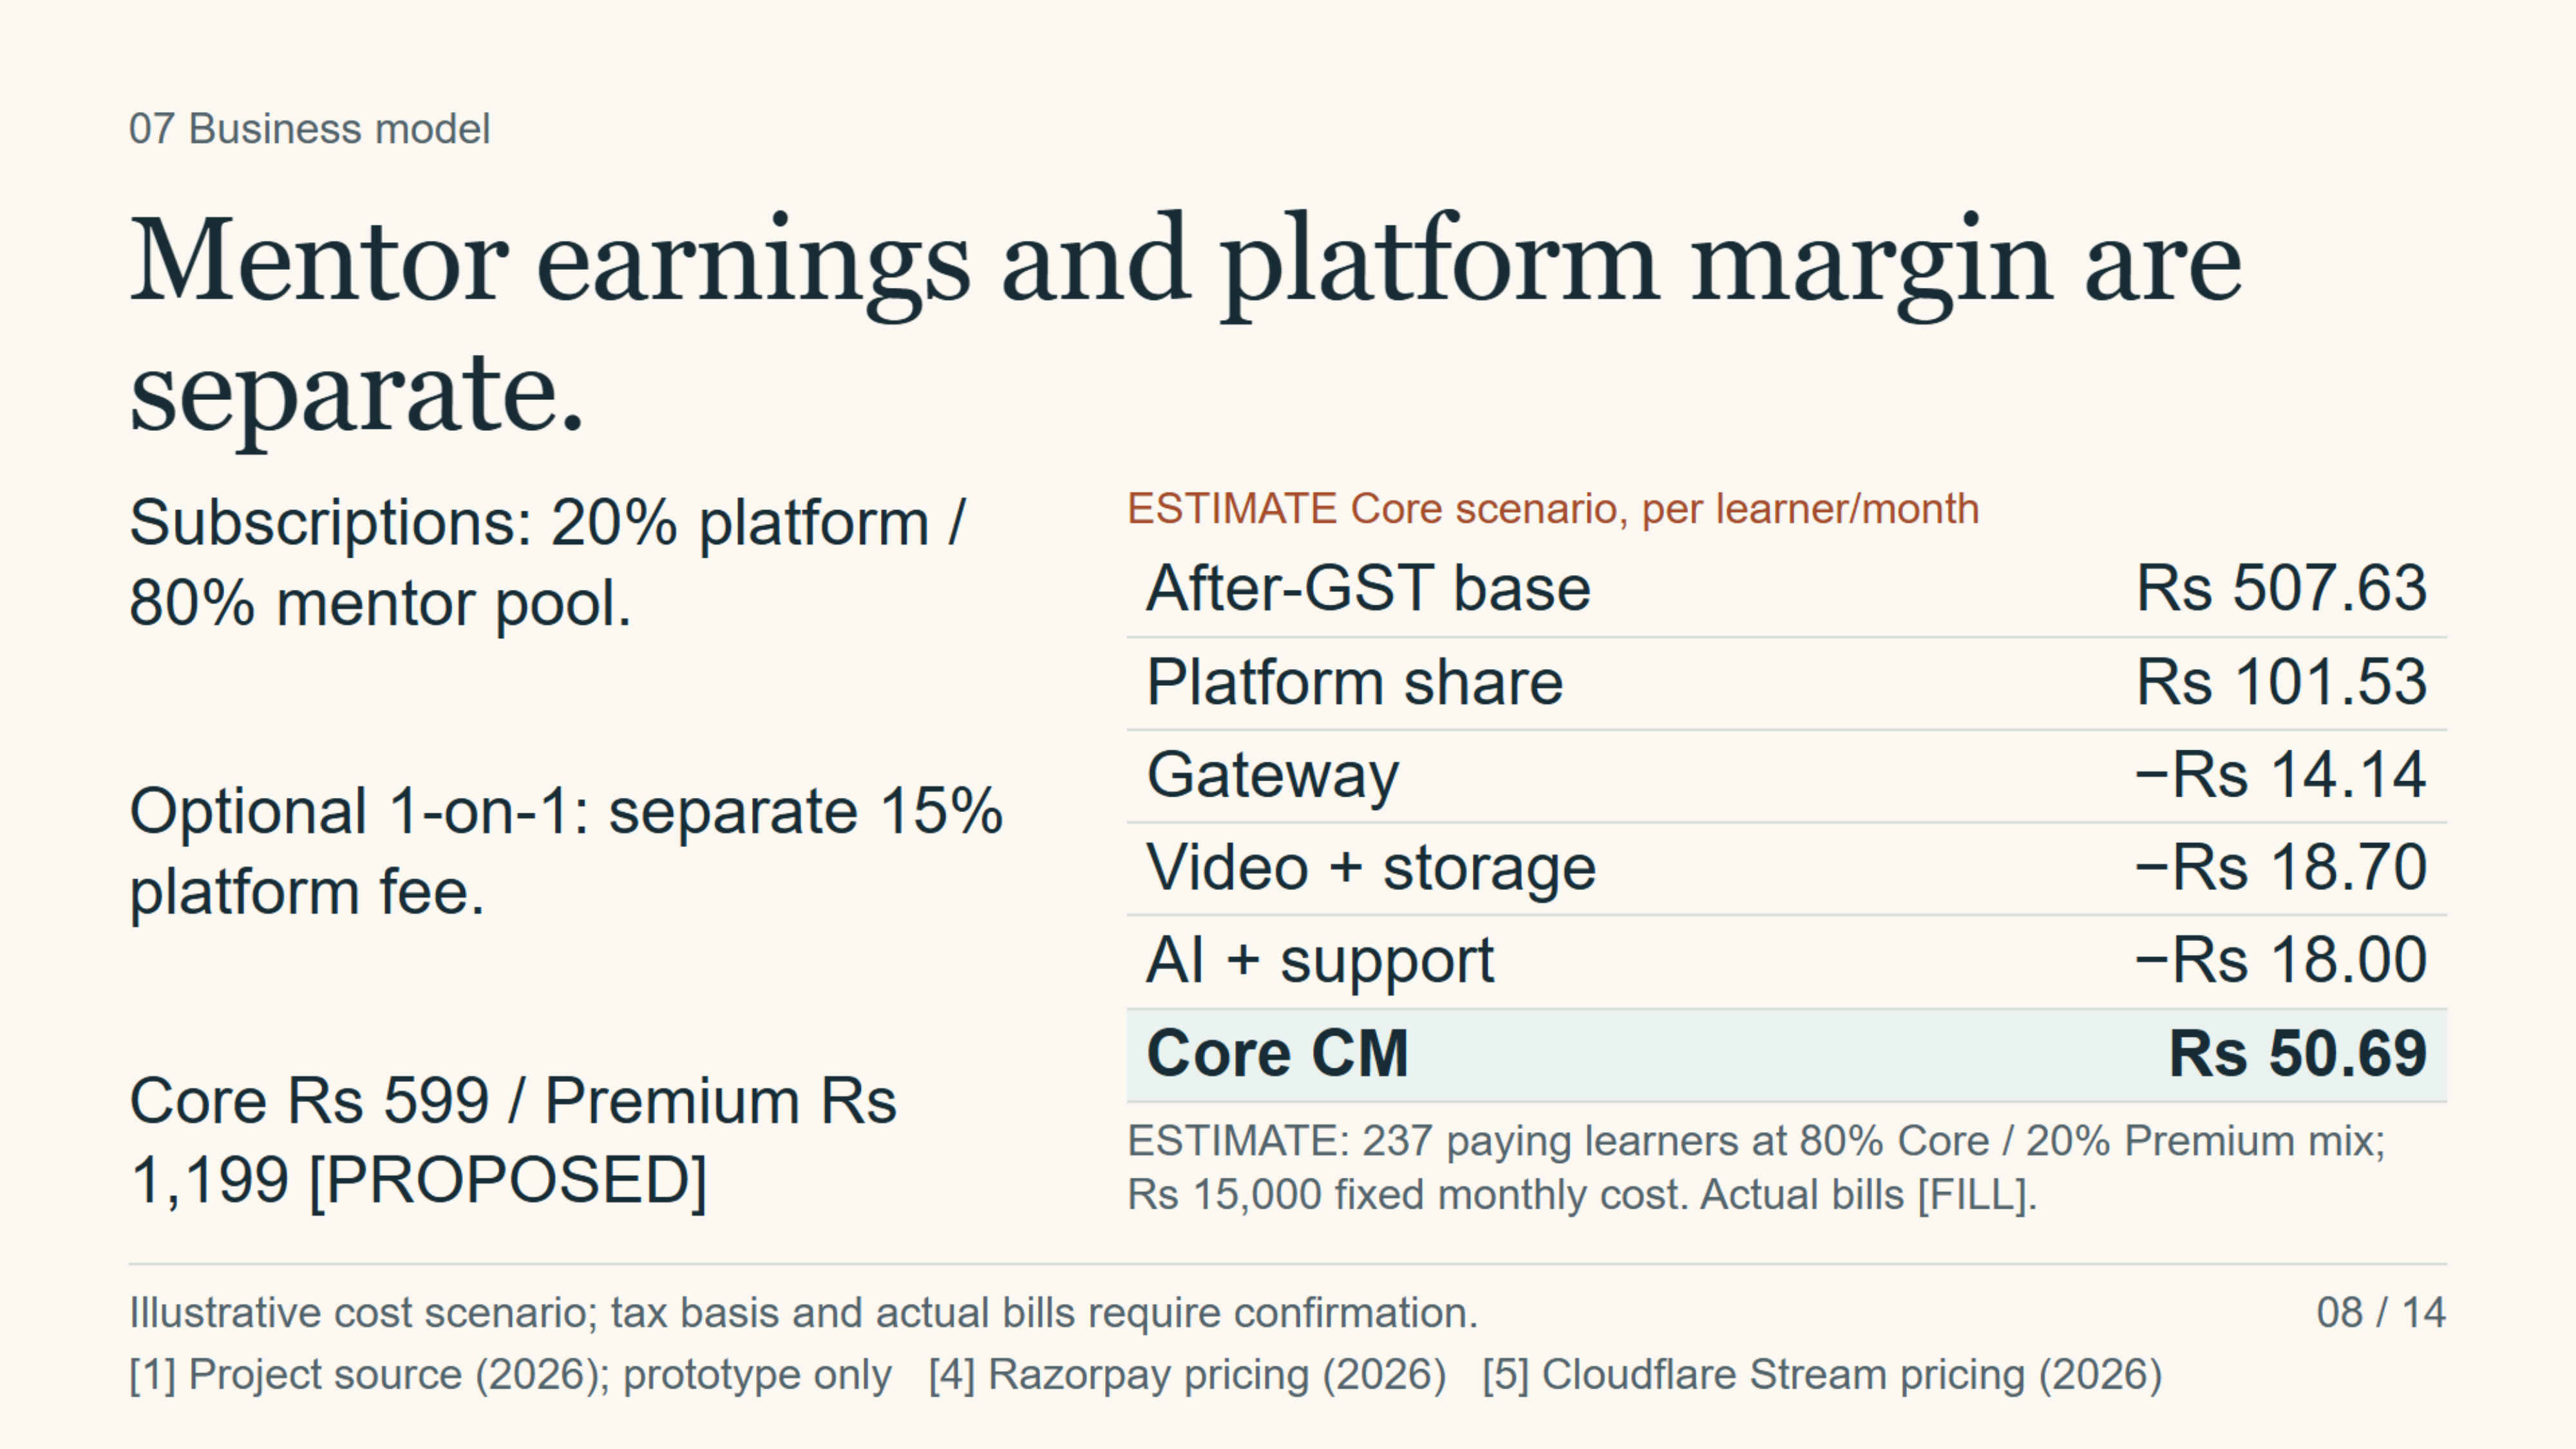 07 Business model
Mentor earnings and platform margin are
separate.
Subscriptions: 20% platform /
80% mentor pool.
Optional 1-on-1: separate 15%
platform fee.
Core Rs 599 / Premium Rs
1,199 [PROPOSED]
ESTIMATE Core scenario, per learner/month
After-GST base Rs 507.63
Platform share Rs 101.53
Gateway −Rs 14.14
Video + storage −Rs 18.70
AI + support −Rs 18.00
Core CM Rs 50.69
ESTIMATE: 237 paying learners at 80% Core / 20% Premium mix;
Rs 15,000 fixed monthly cost. Actual bills [FILL].
Illustrative cost scenario; tax basis and actual bills require confirmation. 08 / 14
[1] Project source (2026); prototype only [4] Razorpay pricing (2026) [5] Cloudflare Stream pricing (2026)